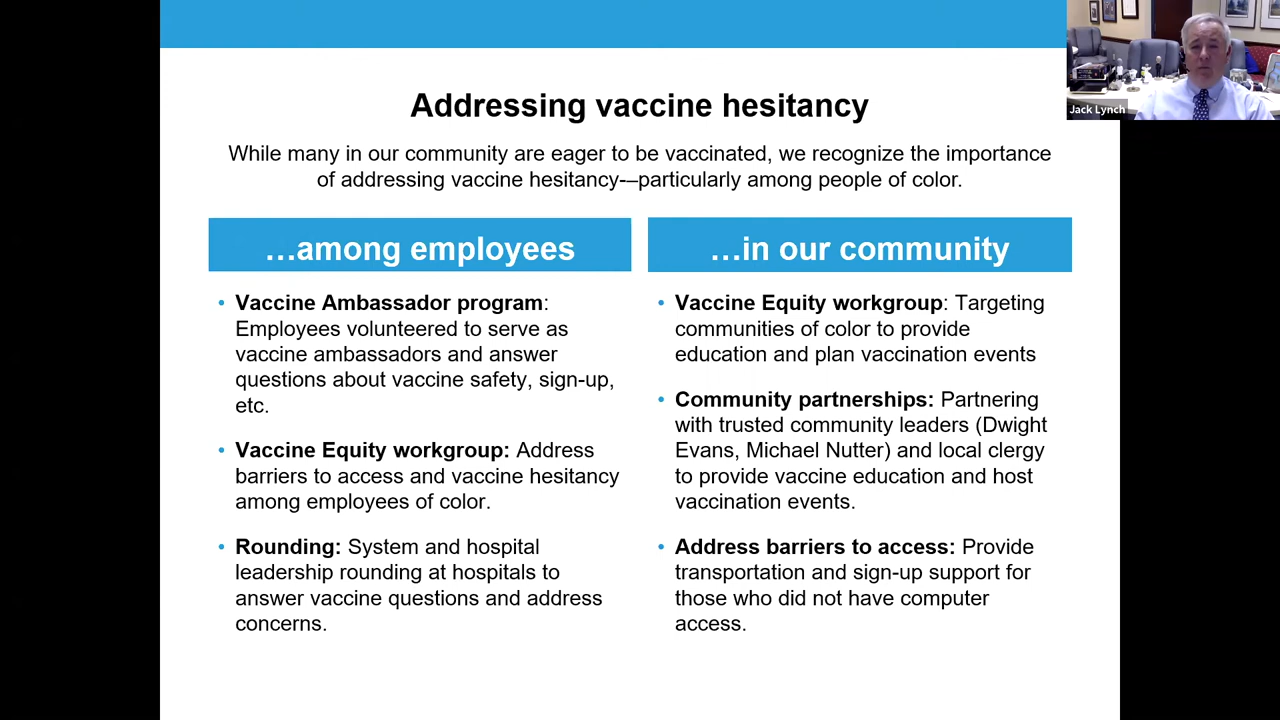 Jack Lynch
Addressing vaccine hesitancy
While many in our community are eager to be vaccinated, we recognize the importance
of addressing vaccine hesitancy-–particularly among people of color.
…among employees
• Vaccine Ambassador program:
Employees volunteered to serve as
vaccine ambassadors and answer
questions about vaccine safety, sign-up,
etc.
• Vaccine Equity workgroup: Address
barriers to access and vaccine hesitancy
among employees of color.
• Rounding: System and hospital
leadership rounding at hospitals to
answer vaccine questions and address
concerns.
…in our community
• Vaccine Equity workgroup: Targeting
communities of color to provide
education and plan vaccination events
• Community partnerships: Partnering
with trusted community leaders (Dwight
Evans, Michael Nutter) and local clergy
to provide vaccine education and host
vaccination events.
• Address barriers to access: Provide
transportation and sign-up support for
those who did not have computer
access.